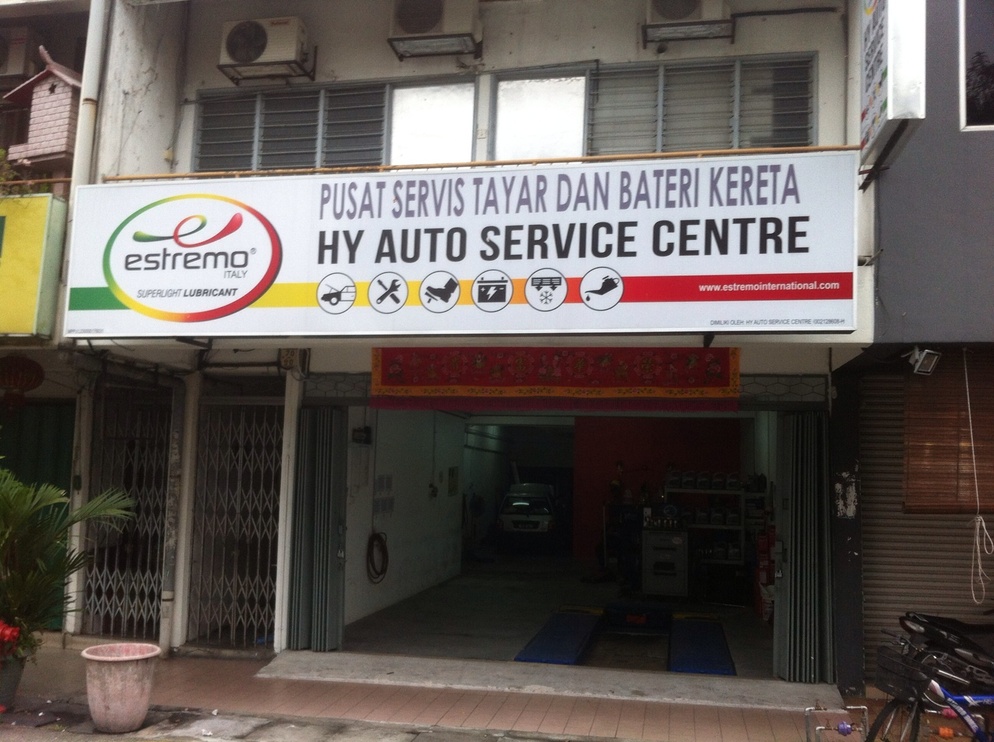 PUSAT SERVIS TAYAR DAN BATERI KERETA
HY AUTO SERVICE CENTRE
estremo®
ITALY
SUPERLIGHT LUBRICANT
www.estremointernational.com
DIMILIKI OLEH: HY AUTO SERVICE CENTRE